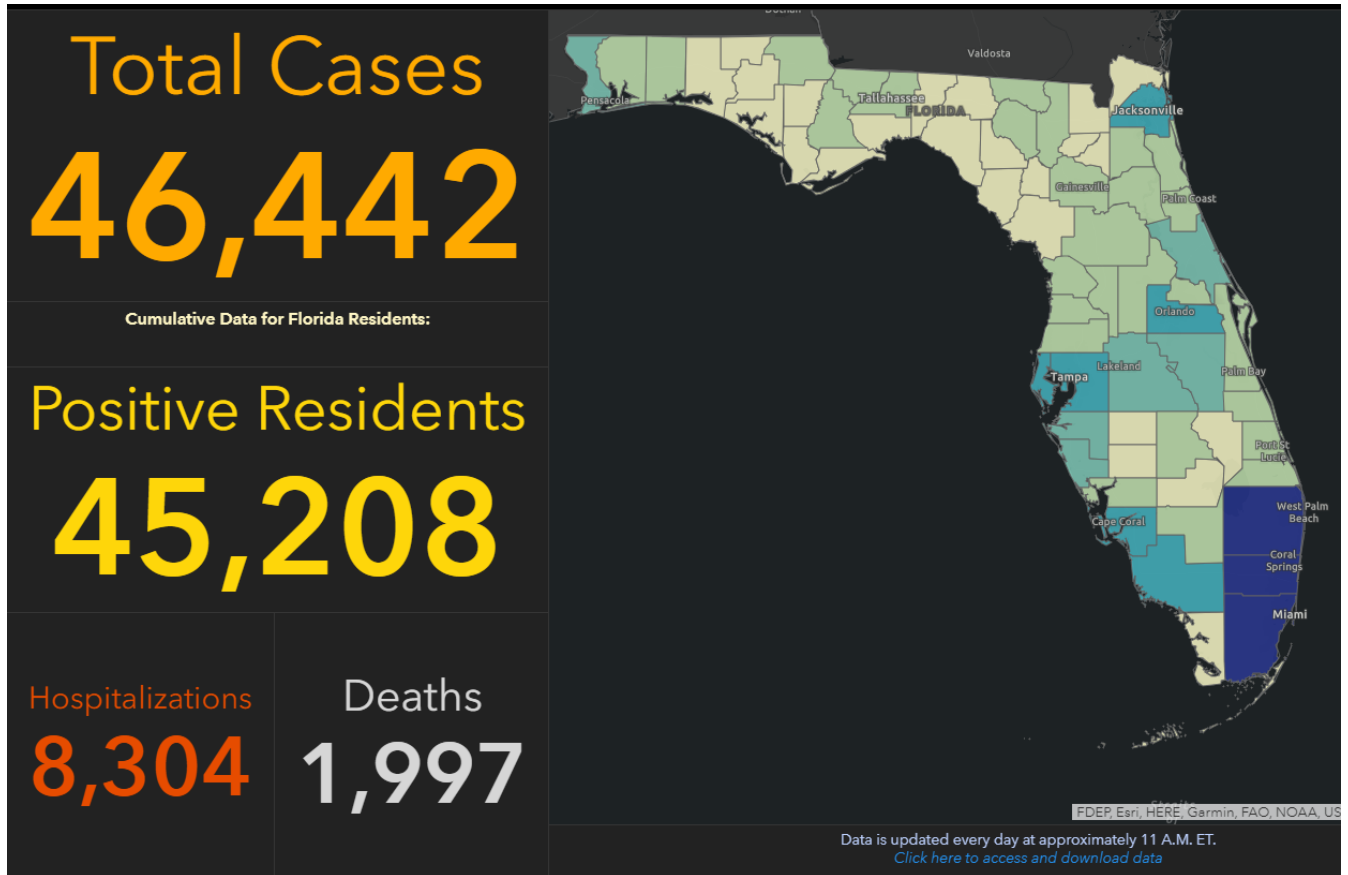 Total Cases
46,442
Cumulative Data for Florida Residents:
Positive Residents
45,208
Hospitalizations
8,304
Deaths
1,997
Valdosta
Pensacola
Tallahassee
FLORIDA
Jacksonville
Gainesville
Palm Coast
Orlando
Lakeland
Tampa
Palm Bay
Port St
Lucie
Cape Coral
West Palm
Beach
Coral
Springs
Miami
FDEP, Esri, HERE, Garmin, FAO, NOAA, US
Data is updated every day at approximately 11 A.M. ET.
Click here to access and download data